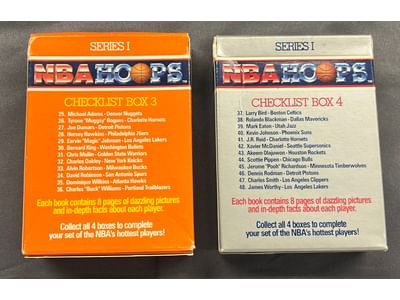 SERIES I
NBA HOOPS
CHECKLIST BOX 3
25. Michael Adams - Denver Nuggets
26. Tyrone "Muggsy" Bogues - Charlotte Hornets
27. Joe Dumars - Detroit Pistons
28. Hersey Hawkins - Philadelphia 76ers
29. Earvin "Magic" Johnson - Los Angeles Lakers
30. Bernard King - Washington Bullets
31. Chris Mullin - Golden State Warriors
32. Charles Oakley - New York Knicks
33. Alvin Robertson - Milwaukee Bucks
34. David Robinson - San Antonio Spurs
35. Dominique Wilkins - Atlanta Hawks
36. Charles "Buck" Williams - Portland Trailblazers
Each book contains 8 pages of dazzling pictures
and in-depth facts about each player.
Collect all 4 boxes to complete
your set of the NBA's hottest players!
SERIES I
NBA HOOPS
CHECKLIST BOX 4
37. Larry Bird - Boston Celtics
38. Rolando Blackman - Dallas Mavericks
39. Mark Eaton - Utah Jazz
40. Kevin Johnson - Phoenix Suns
41. J.R. Reid - Charlotte Hornets
42. Xavier McDaniel - Seattle Supersonics
43. Akeem Olajuwon - Houston Rockets
44. Scottie Pippen - Chicago Bulls
45. Jerome "Pooh" Richardson - Minnesota Timberwolves
46. Dennis Rodman - Detroit Pistons
47. Charles Smith - Los Angeles Clippers
48. James Worthy - Los Angeles Lakers
Each book contains 8 pages of dazzling pictures
and in-depth facts about each player.
Collect all 4 boxes to complete
your set of the NBA's hottest players!